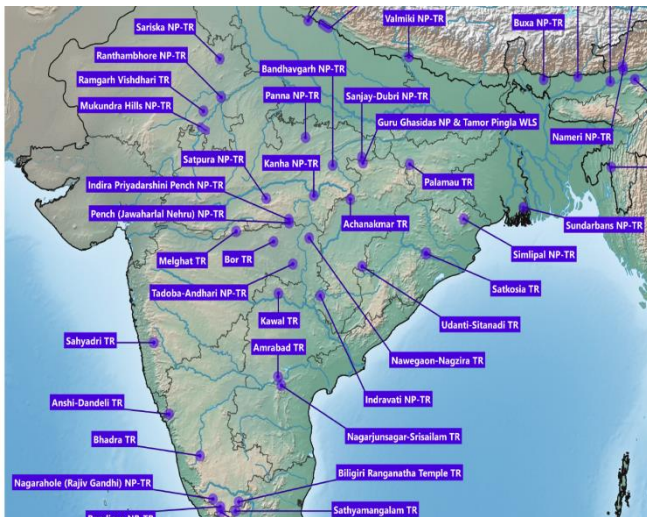 Sariska NP-TR
Valmiki NP-TR
Buxa NP-TR
Ranthambhore NP-TR
Bandhavgarh NP-TR
Ramgarh Vishdhari TR
Panna NP-TR
Sanjay-Dubri NP-TR
Mukundra Hills NP-TR
Guru Ghasidas NP & Tamor Pingla WLS
Nameri NP-TR
Satpura NP-TR
Kanha NP-TR
Palamau TR
Indira Priyadarshini Pench NP-TR
Pench (Jawaharlal Nehru) NP-TR
Achanakmar TR
Sundarbans NP-TR
Melghat TR
Bor TR
Simlipal NP-TR
Tadoba-Andhari NP-TR
Satkosia TR
Kawal TR
Udanti-Sitanadi TR
Sahyadri TR
Nawegaon-Nagzira TR
Amrabad TR
Indravati NP-TR
Anshi-Dandeli TR
Nagarjunsagar-Srisailam TR
Bhadra TR
Biligiri Ranganatha Temple TR
Nagarahole (Rajiv Gandhi) NP-TR
Sathyamangalam TR